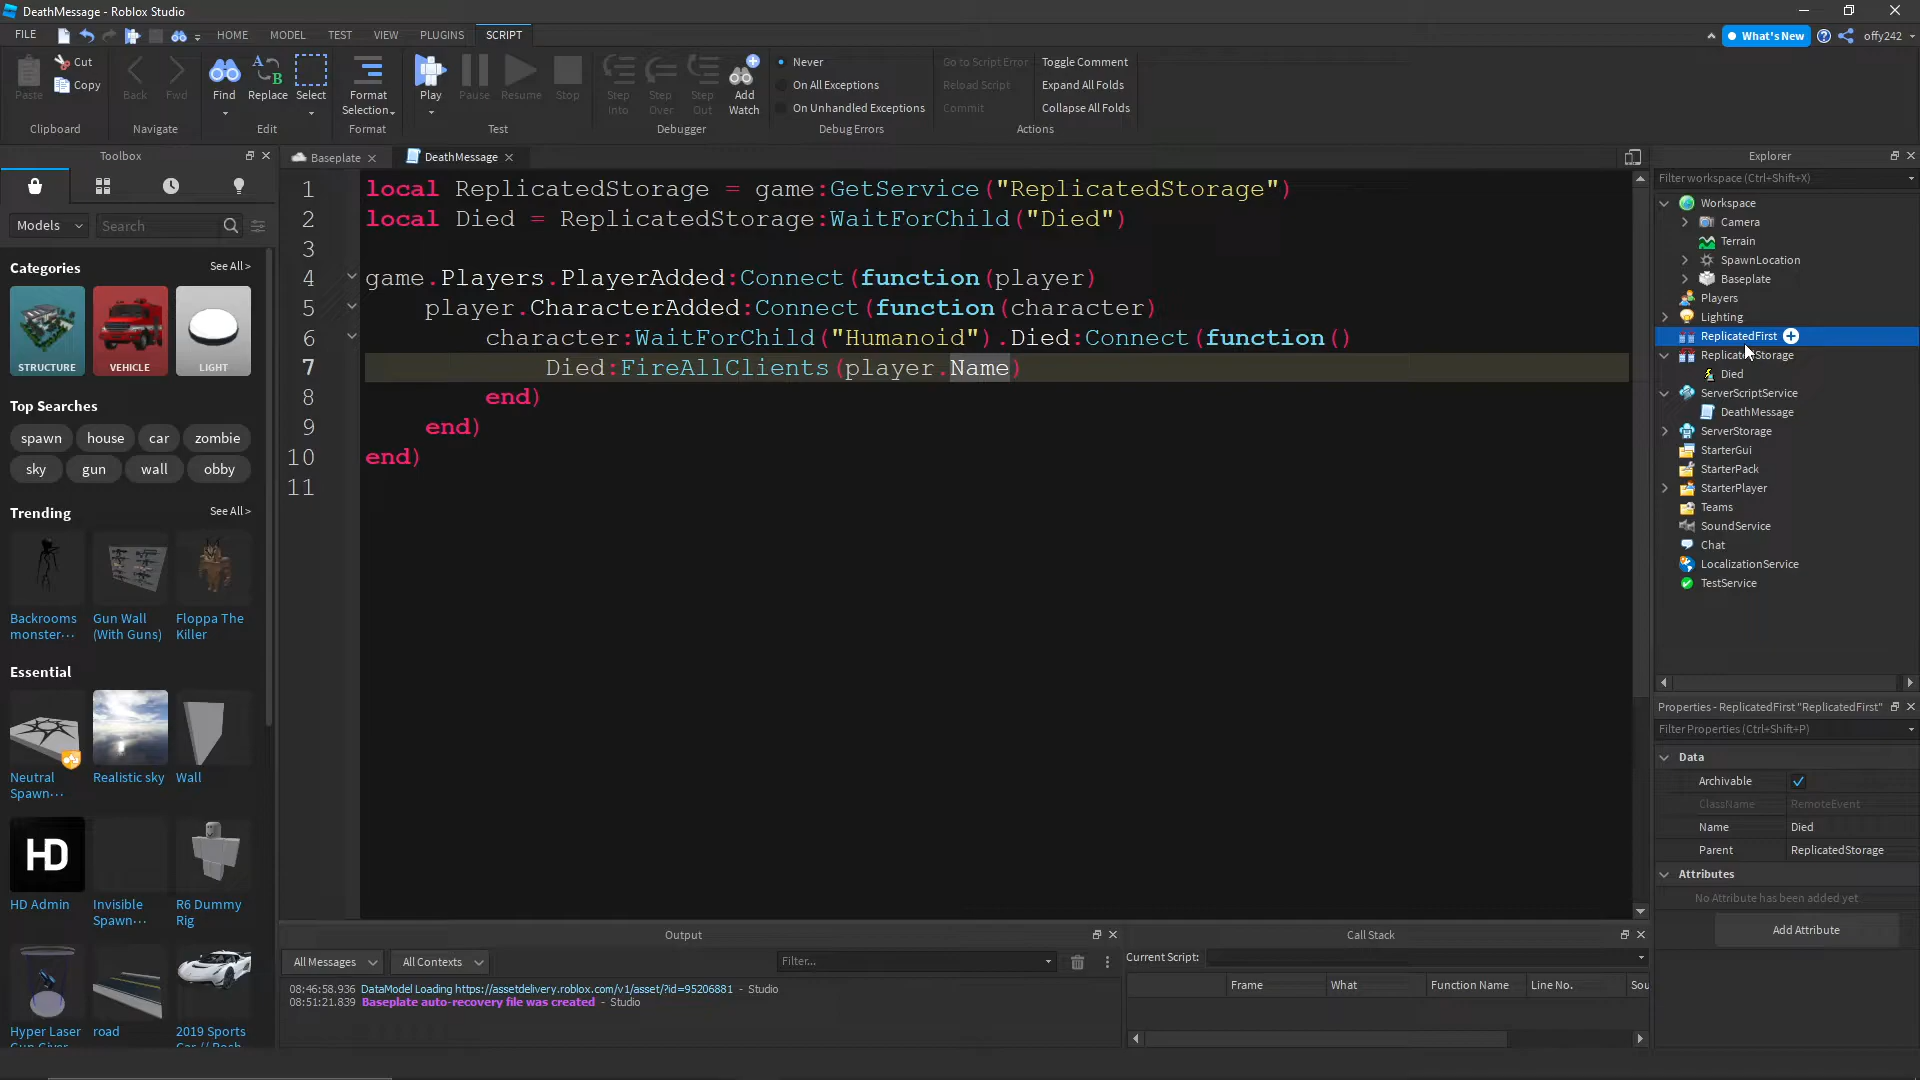 DeathMessage - Roblox Studio
FILE HOME MODEL TEST VIEW PLUGINS SCRIPT What's New offy242
Paste Cut Copy Back Fwd Find Replace Select Format Selection Play Pause Resume Stop Step Into Step Over Step Out Add Watch
Never
On All Exceptions
On Unhandled Exceptions
Go to Script Error
Reload Script
Commit
Toggle Comment
Expand All Folds
Collapse All Folds
Clipboard Navigate Edit Format Test Debugger Debug Errors Actions
Toolbox
Models Search
Categories See All >
STRUCTURE VEHICLE LIGHT
Top Searches
spawn house car zombie
sky gun wall obby
Trending See All >
Backrooms monster...
Gun Wall (With Guns)
Floppa The Killer
Essential
Neutral Spawn...
Realistic sky
Wall
HD
HD Admin
Invisible Spawn...
R6 Dummy Rig
Hyper Laser
road
2019 Sports
Baseplate DeathMessage
1 local ReplicatedStorage = game:GetService("ReplicatedStorage")
2 local Died = ReplicatedStorage:WaitForChild("Died")
3
4 game.Players.PlayerAdded:Connect(function(player)
5 player.CharacterAdded:Connect(function(character)
6 character:WaitForChild("Humanoid").Died:Connect(function()
7 Died:FireAllClients(player.Name)
8 end)
9 end)
10 end)
11
Output
All Messages All Contexts Filter...
08:46:58.936 DataModel Loading https://assetdelivery.roblox.com/v1/asset/?id=95206881 - Studio
08:51:21.839 Baseplate auto-recovery file was created - Studio
Call Stack
Current Script:
Frame What Function Name Line No. Sou
Explorer
Filter workspace (Ctrl+Shift+X)
Workspace
Camera
Terrain
SpawnLocation
Baseplate
Players
Lighting
ReplicatedFirst
ReplicatedStorage
Died
ServerScriptService
DeathMessage
ServerStorage
StarterGui
StarterPack
StarterPlayer
Teams
SoundService
Chat
LocalizationService
TestService
Properties - ReplicatedFirst "ReplicatedFirst"
Filter Properties (Ctrl+Shift+P)
Data
Archivable
ClassName RemoteEvent
Name Died
Parent ReplicatedStorage
Attributes
No Attribute has been added yet
Add Attribute